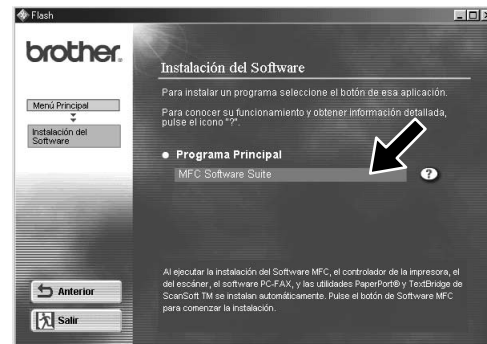 Flash
brother.
Instalación del Software
Para instalar un programa seleccione el botón de esa aplicación.
Para conocer su funcionamiento y obtener información detallada,
pulse el icono "?".
Menú Principal
Instalación del
Software
Programa Principal
MFC Software Suite
?
Al ejecutar la instalación del Software MFC, el controlador de la impresora, el
del escáner, el software PC-FAX, y las utilidades PaperPort® y TextBridge de
ScanSoft TM se instalan automáticamente. Pulse el botón de Software MFC
para comenzar la instalación.
Anterior
Salir